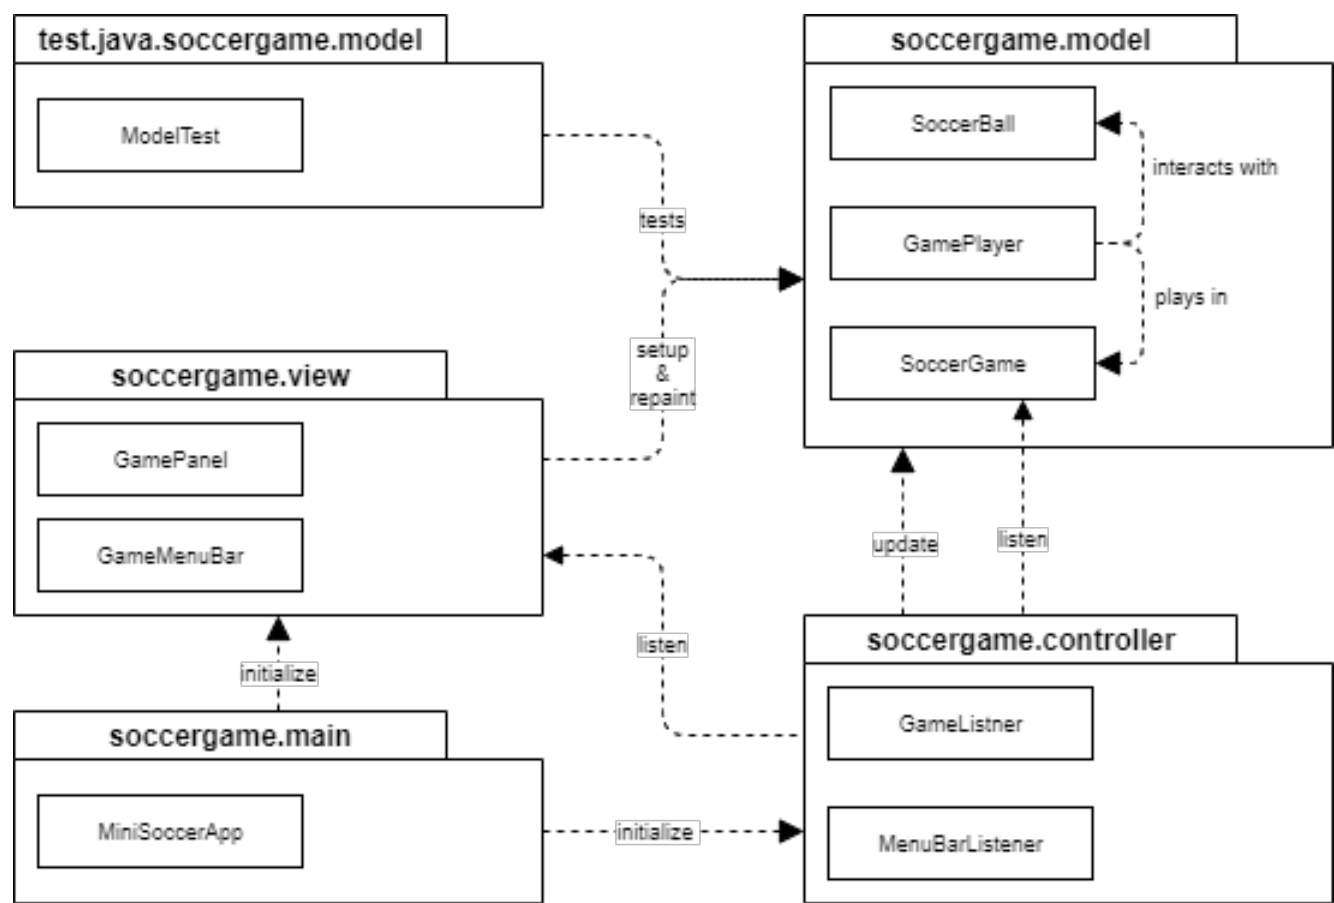 test.java.soccergame.model
ModelTest
soccergame.model
SoccerBall
interacts with
GamePlayer
plays in
SoccerGame
tests
setup
&
repaint
soccergame.view
GamePanel
GameMenuBar
update
listen
listen
initialize
soccergame.controller
GameListner
MenuBarListener
soccergame.main
MiniSoccerApp
initialize